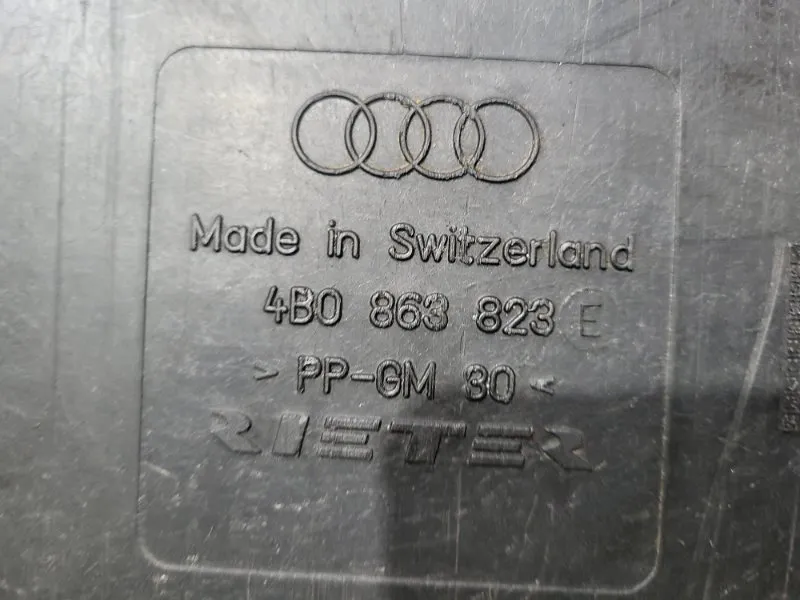 Made in Switzerland
4B0 863 823 E
> PP-GM 30 <
RIETER